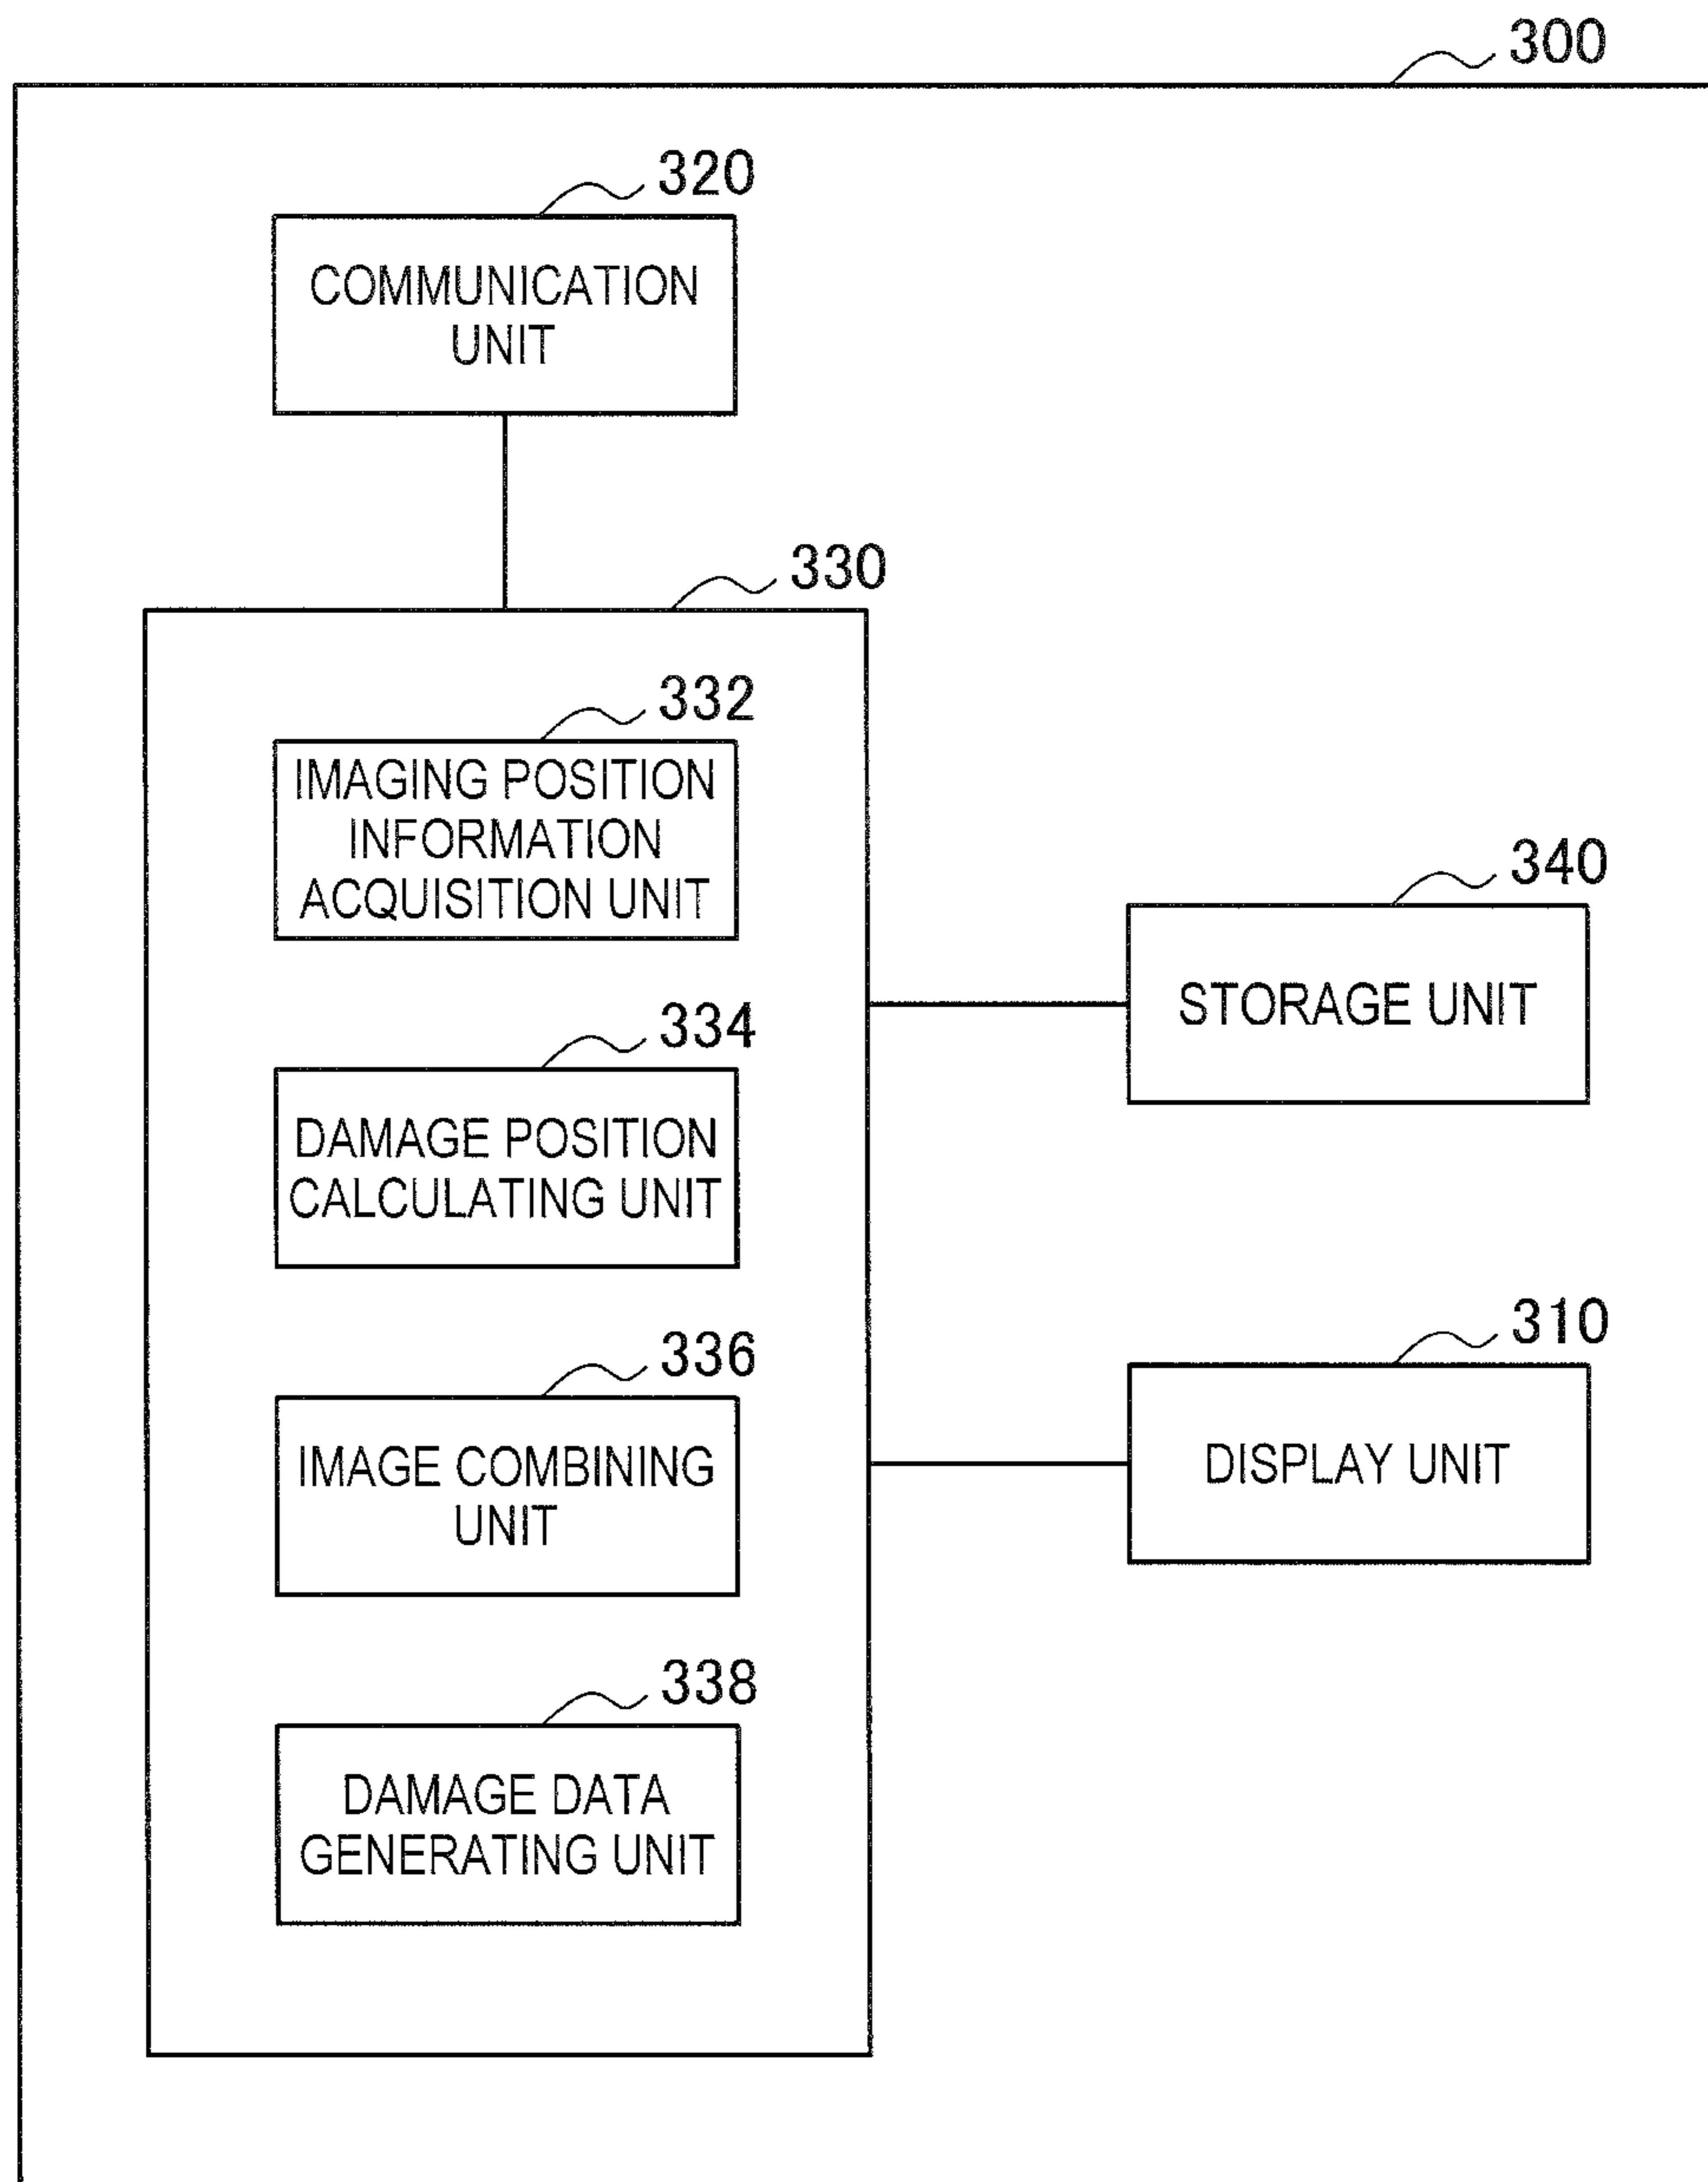 300
320
COMMUNICATION
UNIT
330
332
IMAGING POSITION
INFORMATION
ACQUISITION UNIT
340
STORAGE UNIT
334
DAMAGE POSITION
CALCULATING UNIT
310
DISPLAY UNIT
336
IMAGE COMBINING
UNIT
338
DAMAGE DATA
GENERATING UNIT